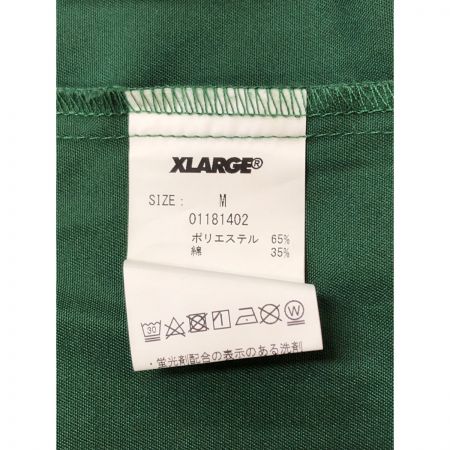 XLARGE®
SIZE: M
01181402
ポリエステル 65%
綿 35%
30 W
・蛍光剤配合の表示のある洗剤